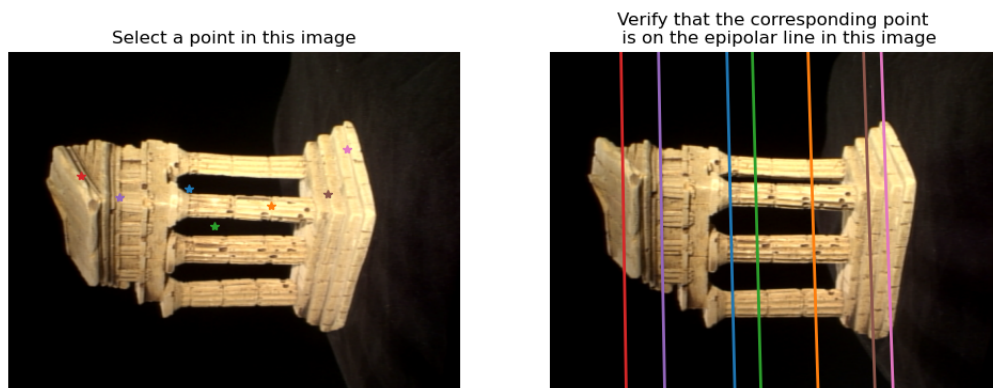 Select a point in this image
Verify that the corresponding point
is on the epipolar line in this image